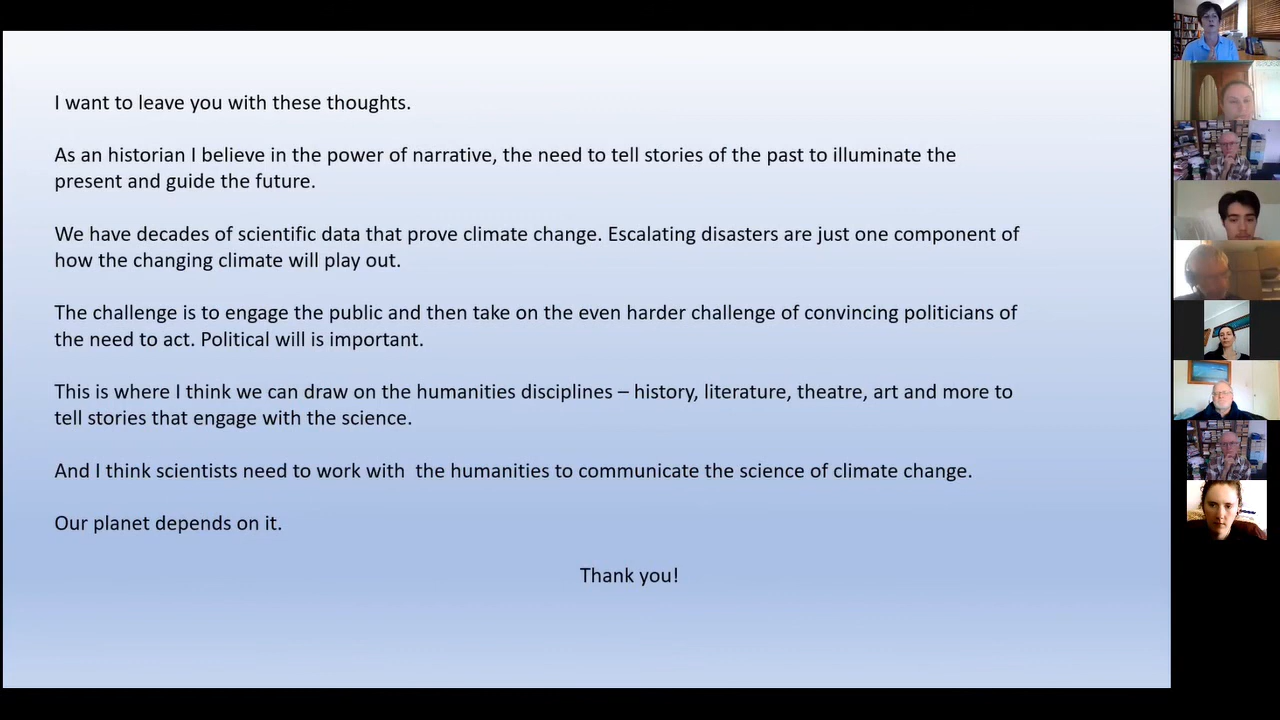 I want to leave you with these thoughts.
As an historian I believe in the power of narrative, the need to tell stories of the past to illuminate the
present and guide the future.
We have decades of scientific data that prove climate change. Escalating disasters are just one component of
how the changing climate will play out.
The challenge is to engage the public and then take on the even harder challenge of convincing politicians of
the need to act. Political will is important.
This is where I think we can draw on the humanities disciplines – history, literature, theatre, art and more to
tell stories that engage with the science.
And I think scientists need to work with  the humanities to communicate the science of climate change.
Our planet depends on it.
Thank you!